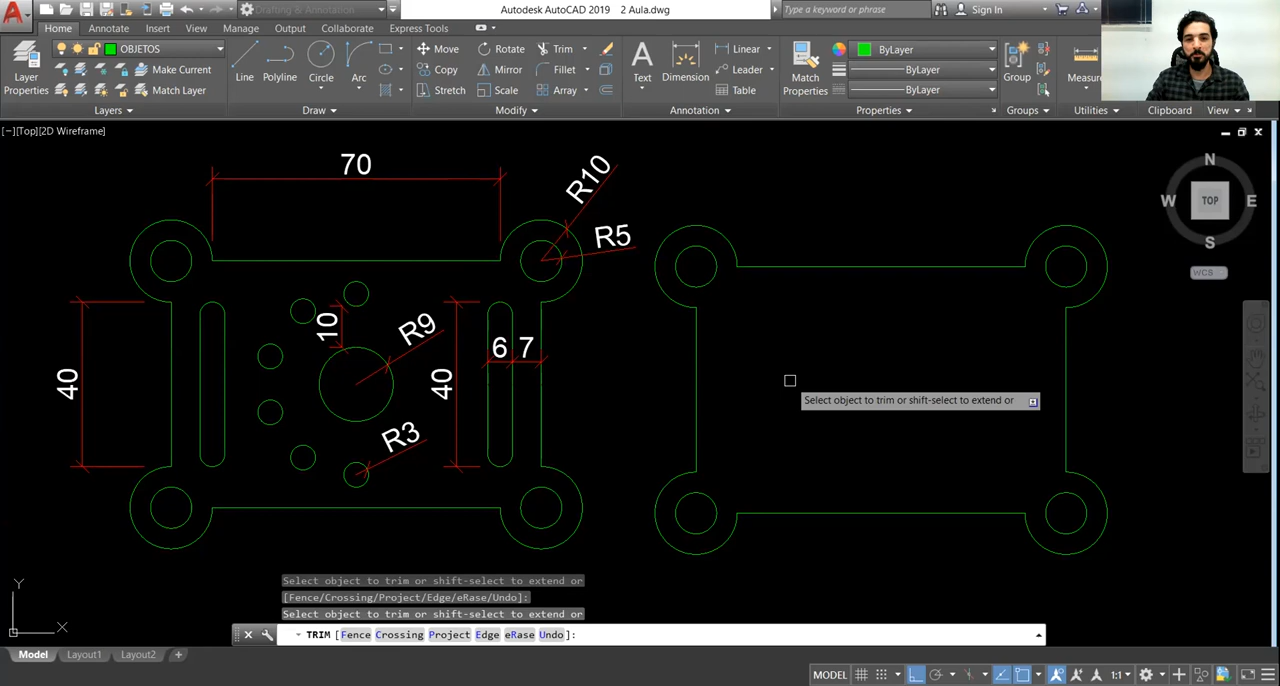 Drafting & Annotation
Autodesk AutoCAD 2019   2 Aula.dwg
Type a keyword or phrase
Sign In
Home
Annotate
Insert
View
Manage
Output
Collaborate
Express Tools
Layer Properties
OBJETOS
Make Current
Match Layer
Layers
Line
Polyline
Circle
Arc
Draw
Move
Rotate
Trim
Copy
Mirror
Fillet
Stretch
Scale
Array
Modify
Text
Dimension
Linear
Leader
Table
Annotation
Match Properties
ByLayer
ByLayer
ByLayer
Properties
Group
Groups
Measure
Utilities
Clipboard
View
[−][Top][2D Wireframe]
N
W
TOP
E
S
WCS
70
R10
R5
10
R9
40
40
6
7
R3
Select object to trim or shift-select to extend or
Select object to trim or shift-select to extend or
[Fence/Crossing/Project/Edge/eRase/Undo]:
Select object to trim or shift-select to extend or
TRIM [Fence Crossing Project Edge eRase Undo]:
Y
X
Model
Layout1
Layout2
+
MODEL
1:1